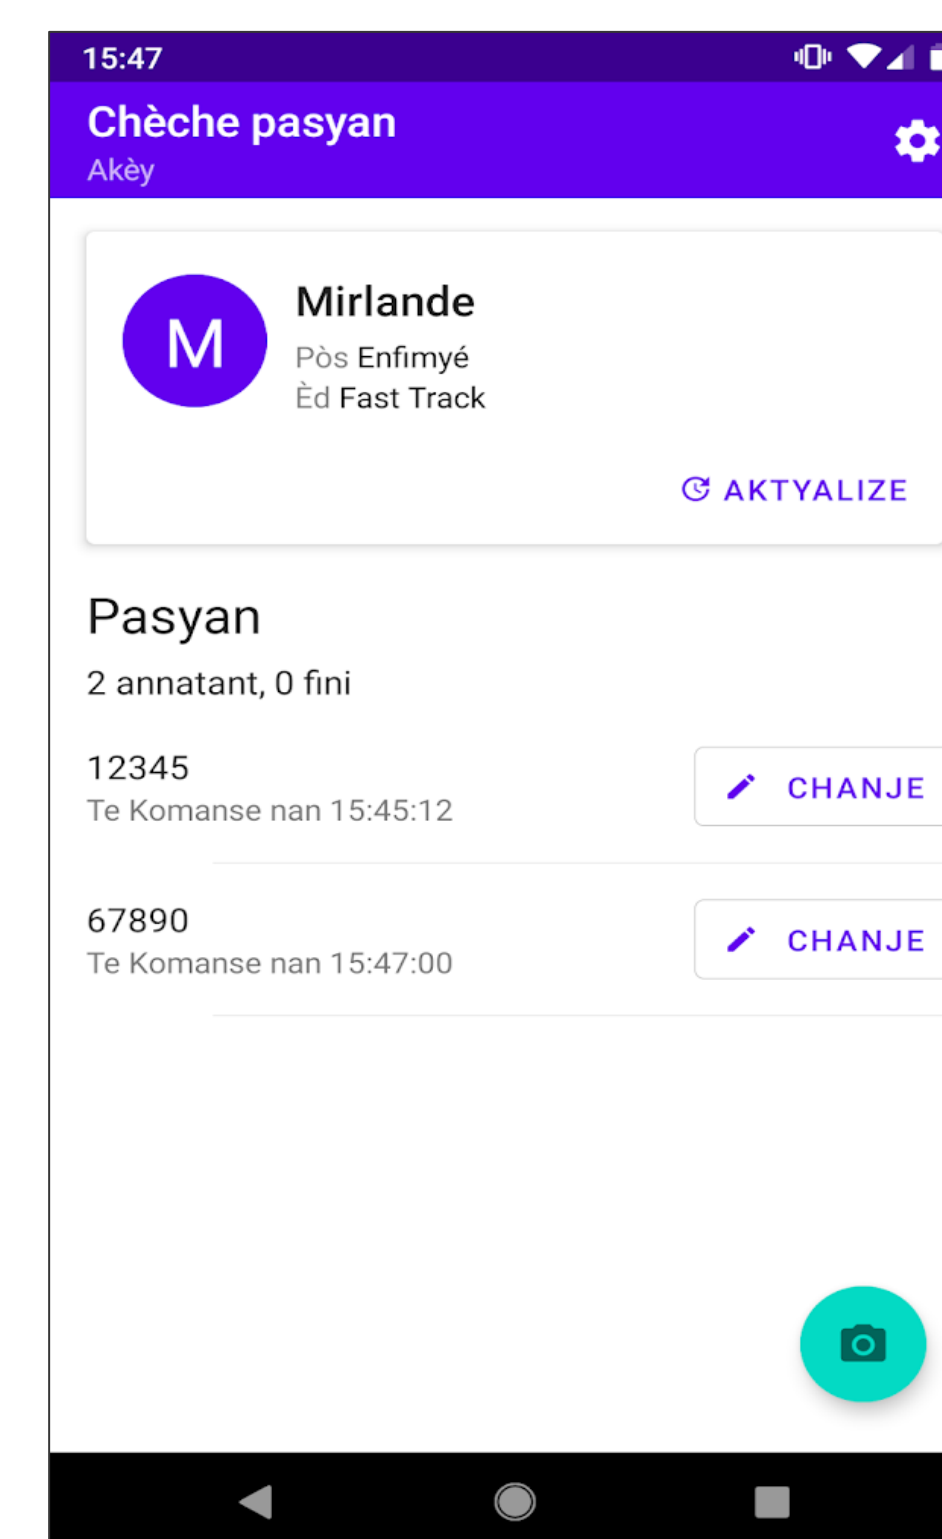 15:47
Chèche pasyan
Akèy
M
Mirlande
Pòs Enfimyé
Èd Fast Track
AKTYALIZE
Pasyan
2 annatant, 0 fini
12345
CHANJE
Te Komanse nan 15:45:12
67890
CHANJE
Te Komanse nan 15:47:00